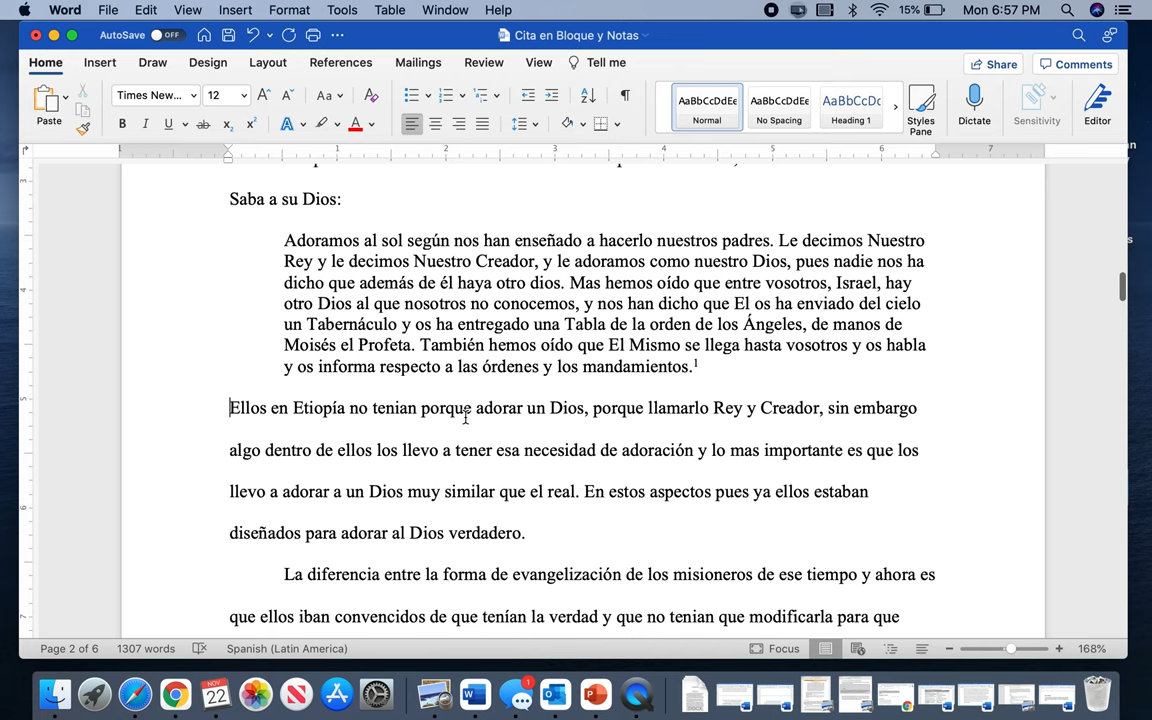 Word File Edit View Insert Format Tools Table Window Help 15% Mon 6:57 PM
AutoSave OFF Cita en Bloque y Notas
Home Insert Draw Design Layout References Mailings Review View Tell me Share Comments
Paste Times New... 12 Aa A AaBbCcDdEe AaBbCcDdEe AaBbCcDc
Normal No Spacing Heading 1 Styles Pane Dictate Sensitivity Editor
1 1 2 3 4 5 6 7
Saba a su Dios:
Adoramos al sol según nos han enseñado a hacerlo nuestros padres. Le decimos Nuestro
Rey y le decimos Nuestro Creador, y le adoramos como nuestro Dios, pues nadie nos ha
dicho que además de él haya otro dios. Mas hemos oído que entre vosotros, Israel, hay
otro Dios al que nosotros no conocemos, y nos han dicho que El os ha enviado del cielo
un Tabernáculo y os ha entregado una Tabla de la orden de los Ángeles, de manos de
Moisés el Profeta. También hemos oído que El Mismo se llega hasta vosotros y os habla
y os informa respecto a las órdenes y los mandamientos.¹
Ellos en Etiopía no tenian porque adorar un Dios, porque llamarlo Rey y Creador, sin embargo
algo dentro de ellos los llevo a tener esa necesidad de adoración y lo mas importante es que los
llevo a adorar a un Dios muy similar que el real. En estos aspectos pues ya ellos estaban
diseñados para adorar al Dios verdadero.
La diferencia entre la forma de evangelización de los misioneros de ese tiempo y ahora es
que ellos iban convencidos de que tenían la verdad y que no tenian que modificarla para que
Page 2 of 6 1307 words Spanish (Latin America) Focus 168%
NOV 22 1